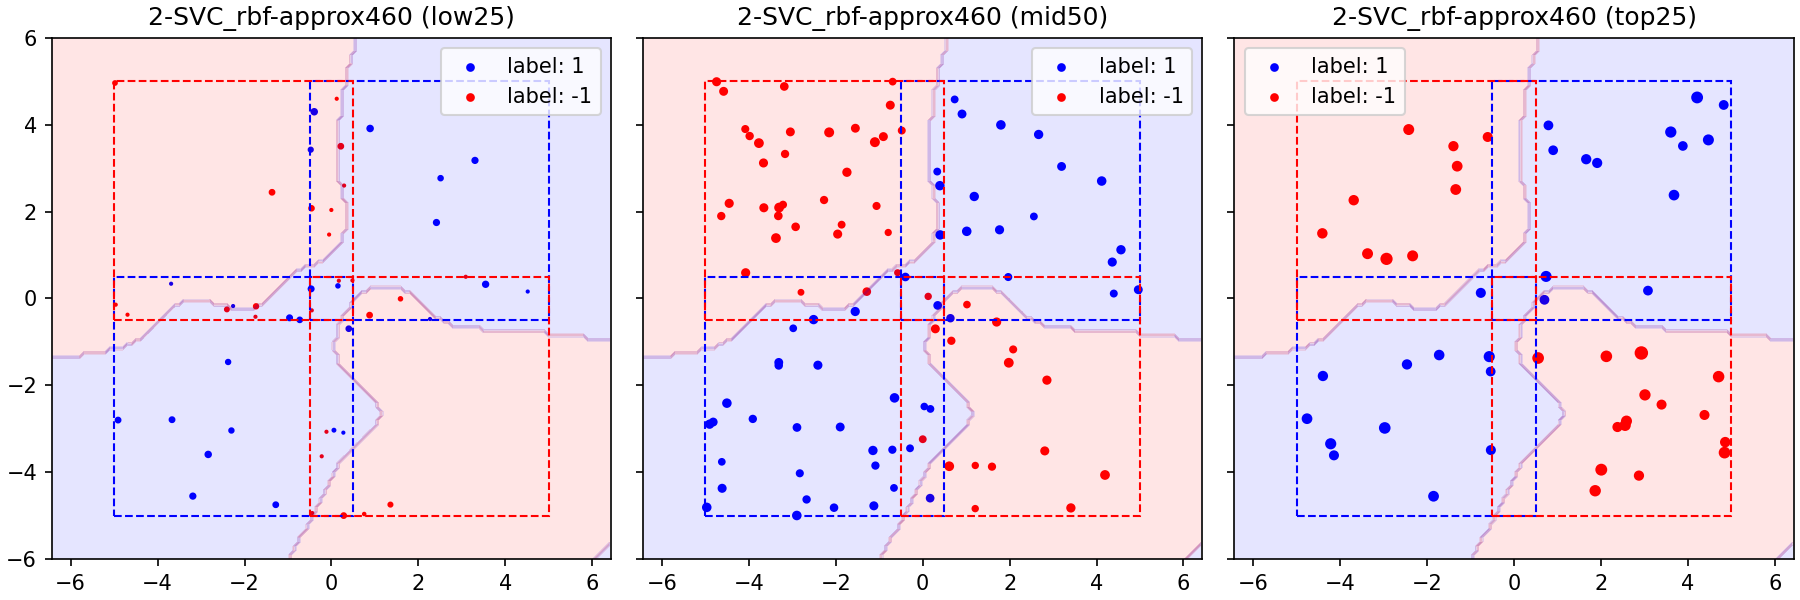 2-SVC_rbf-approx460 (low25)
2-SVC_rbf-approx460 (mid50)
2-SVC_rbf-approx460 (top25)
label: 1
label: -1
label: 1
label: -1
label: 1
label: -1
6
4
2
0
−2
−4
−6
−6 −4 −2 0 2 4 6
−6 −4 −2 0 2 4 6
−6 −4 −2 0 2 4 6